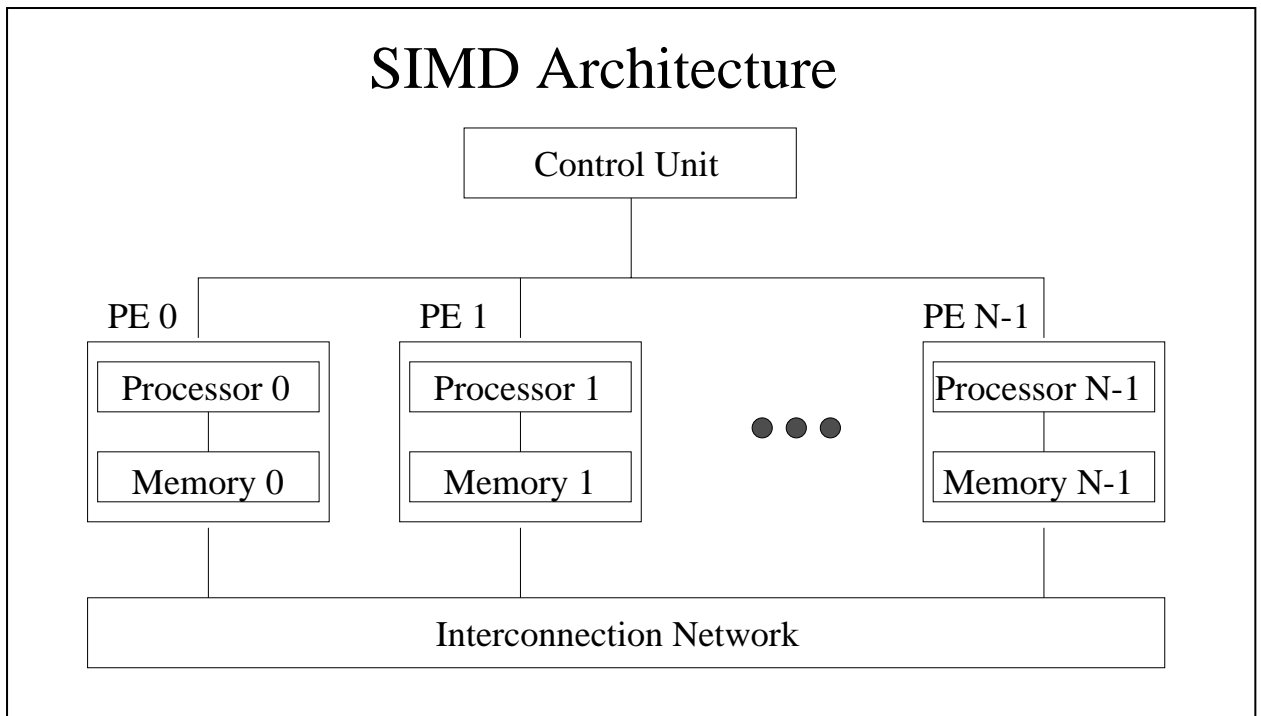 SIMD Architecture
Control Unit
PE 0
PE 1
PE N-1
Processor 0
Processor 1
Processor N-1
Memory 0
Memory 1
Memory N-1
Interconnection Network